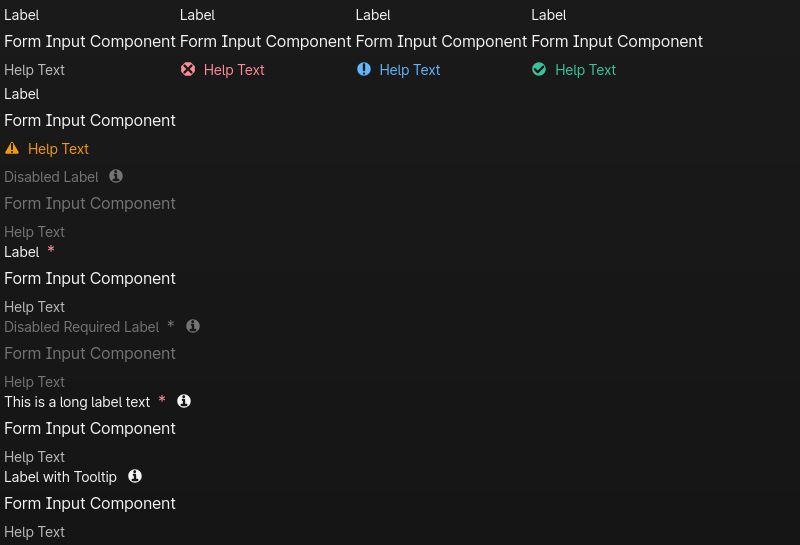 Label Label Label Label
Form Input Component Form Input Component Form Input Component Form Input Component
Help Text Help Text Help Text Help Text
Label
Form Input Component
Help Text
Disabled Label
Form Input Component
Help Text
Label *
Form Input Component
Help Text
Disabled Required Label *
Form Input Component
Help Text
This is a long label text *
Form Input Component
Help Text
Label with Tooltip
Form Input Component
Help Text